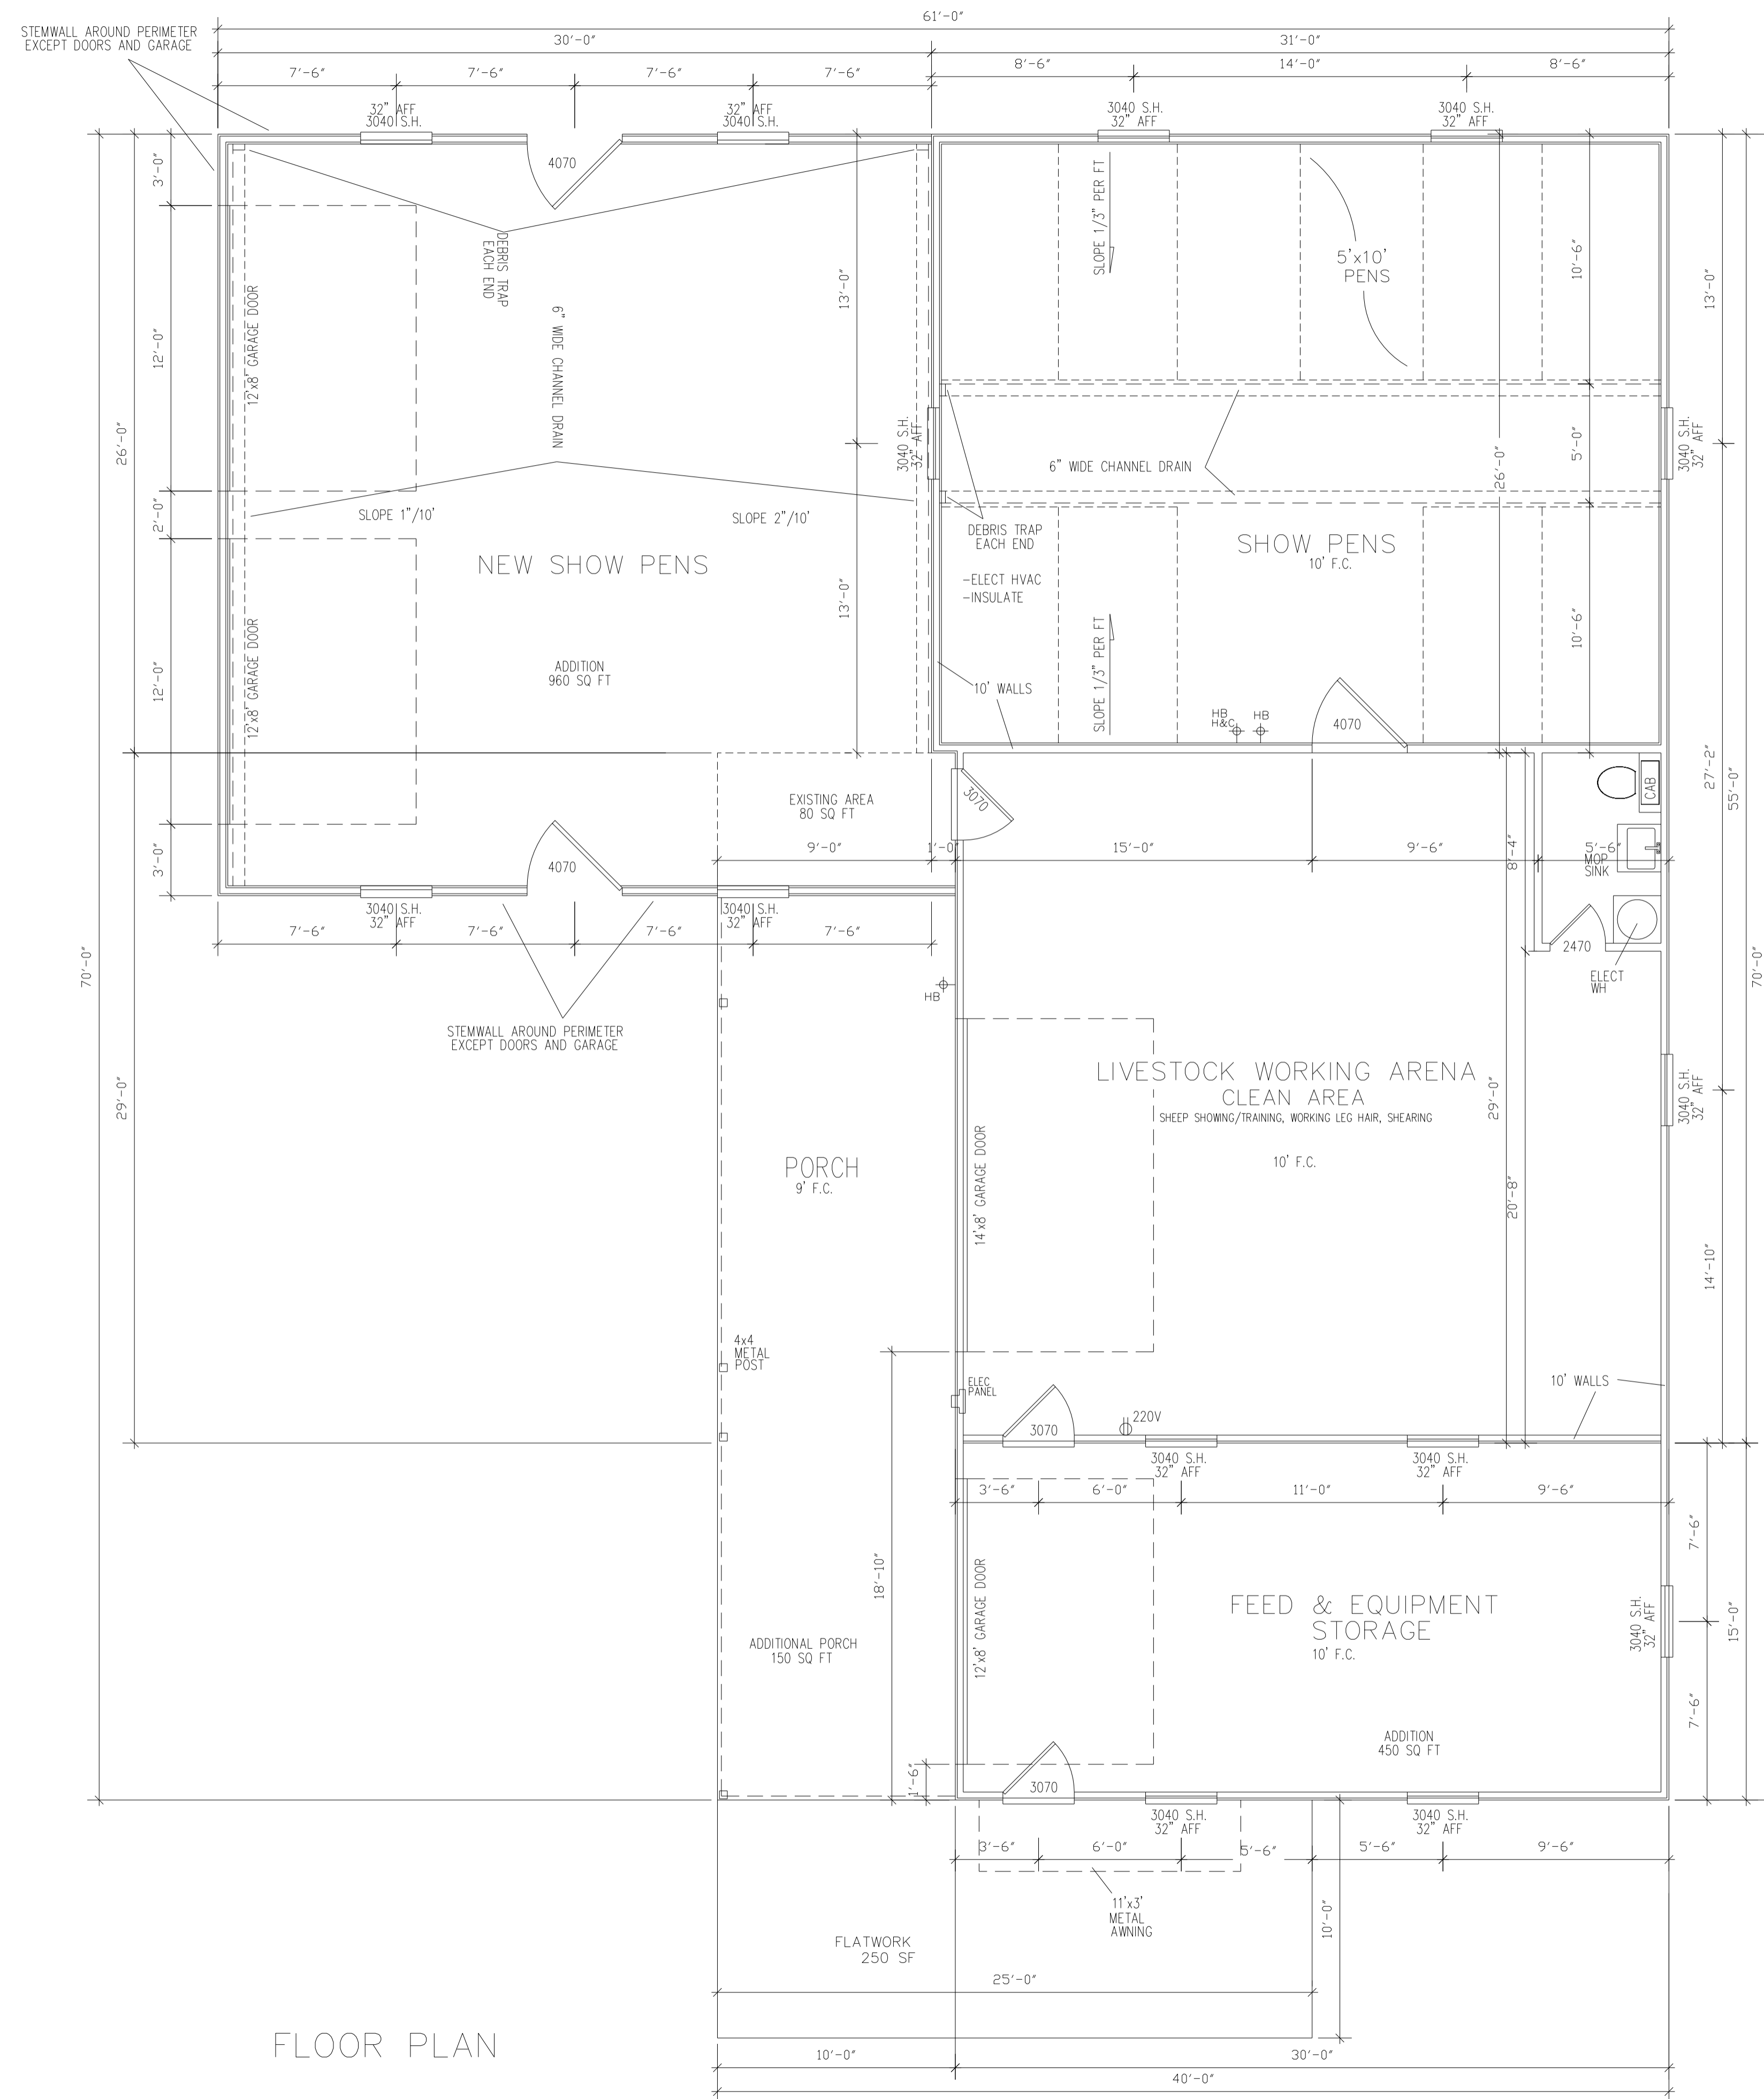 61'-0"
STEMWALL AROUND PERIMETER
EXCEPT DOORS AND GARAGE
30'-0"
31'-0"
7'-6"
7'-6"
7'-6"
7'-6"
8'-6"
14'-0"
8'-6"
32" AFF
3040 S.H.
32" AFF
3040 S.H.
3040 S.H.
32" AFF
3040 S.H.
32" AFF
4070
3'-0"
12'-0"
2'-0"
12'-0"
3'-0"
26'-0"
29'-0"
70'-0"
12'x8' GARAGE DOOR
12'x8' GARAGE DOOR
DEBRIS TRAP
EACH END
6" WIDE CHANNEL DRAIN
SLOPE 1"/10'
SLOPE 2"/10'
NEW SHOW PENS
ADDITION
960 SQ FT
13'-0"
13'-0"
3040 S.H.
32" AFF
SLOPE 1/3" PER FT
5'x10'
PENS
10'-6"
5'-0"
10'-6"
26'-0"
13'-0"
3040 S.H.
32" AFF
6" WIDE CHANNEL DRAIN
DEBRIS TRAP
EACH END
SHOW PENS
10' F.C.
-ELECT HVAC
-INSULATE
SLOPE 1/3" PER FT
10' WALLS
HB
H&C
HB
4070
27'-2"
55'-0"
70'-0"
EXISTING AREA
80 SQ FT
3070
CAB
9'-0"
1'-0"
15'-0"
9'-6"
8'-4"
5'-6"
MOP
SINK
4070
3040 S.H.
32" AFF
3040 S.H.
32" AFF
7'-6"
7'-6"
7'-6"
7'-6"
2470
ELECT
WH
HB
STEMWALL AROUND PERIMETER
EXCEPT DOORS AND GARAGE
LIVESTOCK WORKING ARENA
CLEAN AREA
SHEEP SHOWING/TRAINING, WORKING LEG HAIR, SHEARING
10' F.C.
29'-0"
20'-8"
3040 S.H.
32" AFF
14'-10"
14'x8' GARAGE DOOR
PORCH
9' F.C.
4x4
METAL
POST
ELEC
PANEL
10' WALLS
3070
220V
3040 S.H.
32" AFF
3040 S.H.
32" AFF
3'-6"
6'-0"
11'-0"
9'-6"
7'-6"
15'-0"
7'-6"
18'-10"
12'x8' GARAGE DOOR
FEED & EQUIPMENT
STORAGE
10' F.C.
3040 S.H.
32" AFF
ADDITIONAL PORCH
150 SQ FT
ADDITION
450 SQ FT
1'-6"
3070
3040 S.H.
32" AFF
3040 S.H.
32" AFF
3'-6"
6'-0"
5'-6"
5'-6"
9'-6"
11'x3'
METAL
AWNING
10'-0"
FLATWORK
250 SF
25'-0"
FLOOR PLAN
10'-0"
30'-0"
40'-0"